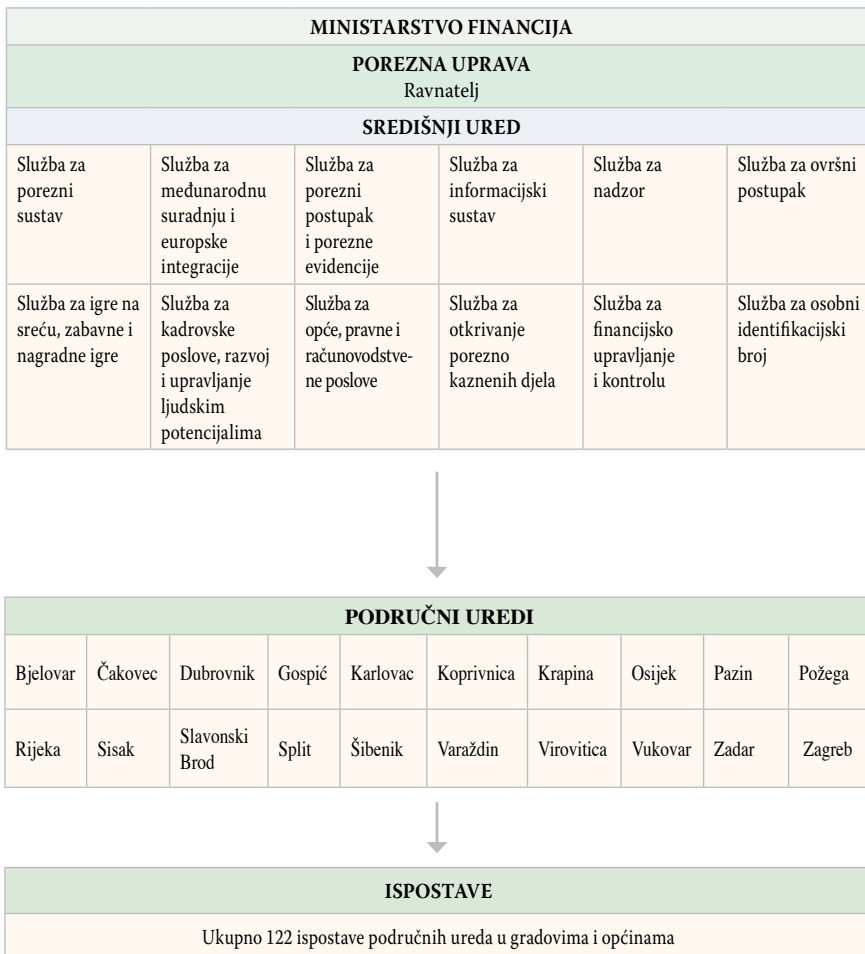 MINISTARSTVO FINANCIJA
POREZNA UPRAVA
Ravnatelj
SREDIŠNJI URED
Služba za
porezni
sustav
Služba za
međunarodnu
suradnju i
europske
integracije
Služba za
porezni
postupak
i porezne
evidencije
Služba za
informacijski
sustav
Služba za
nadzor
Služba za ovršni
postupak
Služba za igre na
sreću, zabavne i
nagradne igre
Služba za
kadrovske
poslove, razvoj
i upravljanje
ljudskim
potencijalima
Služba za
opće, pravne i
računovodstve-
ne poslove
Služba za
otkrivanje
porezno
kaznenih djela
Služba za
financijsko
upravljanje
i kontrolu
Služba za osobni
identifikacijski
broj
PODRUČNI UREDI
Bjelovar
Čakovec
Dubrovnik
Gospić
Karlovac
Koprivnica
Krapina
Osijek
Pazin
Požega
Rijeka
Sisak
Slavonski
Brod
Split
Šibenik
Varaždin
Virovitica
Vukovar
Zadar
Zagreb
ISPOSTAVE
Ukupno 122 ispostave područnih ureda u gradovima i općinama